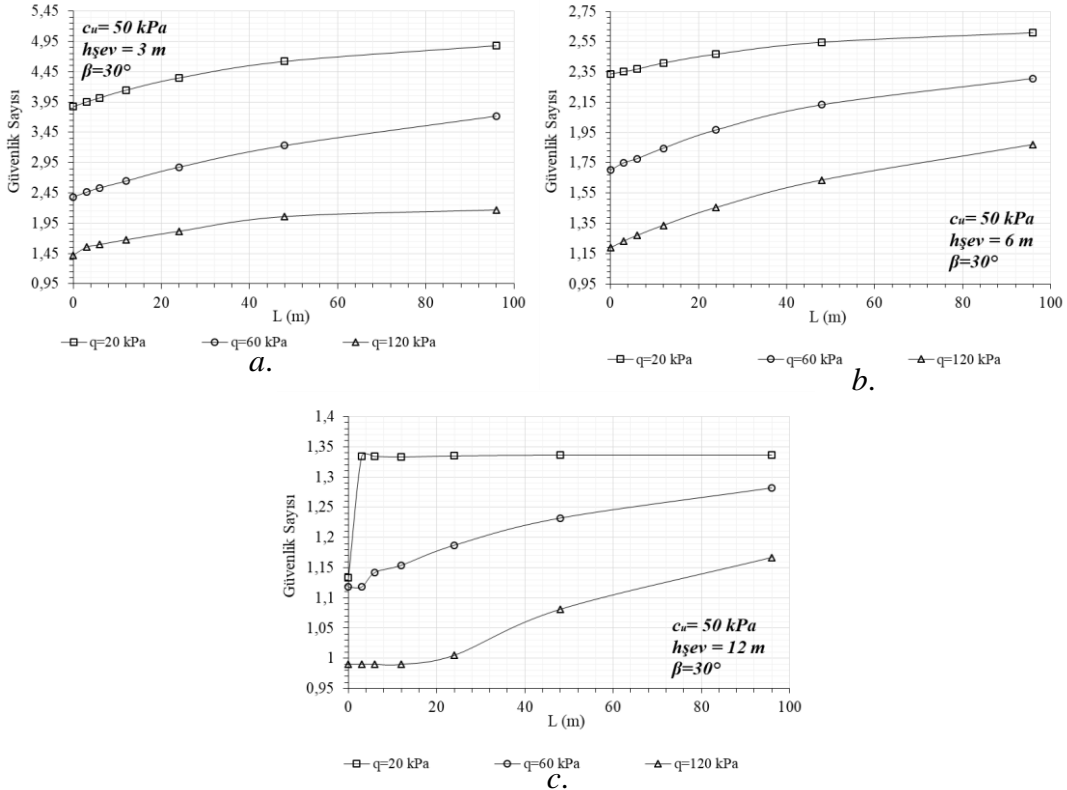 5,45
4,95
4,45
3,95
3,45
2,95
2,45
1,95
1,45
0,95
Güvenlik Sayısı
cu= 50 kPa
hşev = 3 m
β=30°
0 20 40 60 80 100
L (m)
q=20 kPa q=60 kPa q=120 kPa
a.
2,75
2,55
2,35
2,15
1,95
1,75
1,55
1,35
1,15
0,95
Güvenlik Sayısı
cu= 50 kPa
hşev = 6 m
β=30°
0 20 40 60 80 100
L (m)
q=20 kPa q=60 kPa q=120 kPa
b.
1,4
1,35
1,3
1,25
1,2
1,15
1,1
1,05
1
0,95
Güvenlik Sayısı
cu= 50 kPa
hşev = 12 m
β=30°
0 20 40 60 80 100
L (m)
q=20 kPa q=60 kPa q=120 kPa
c.